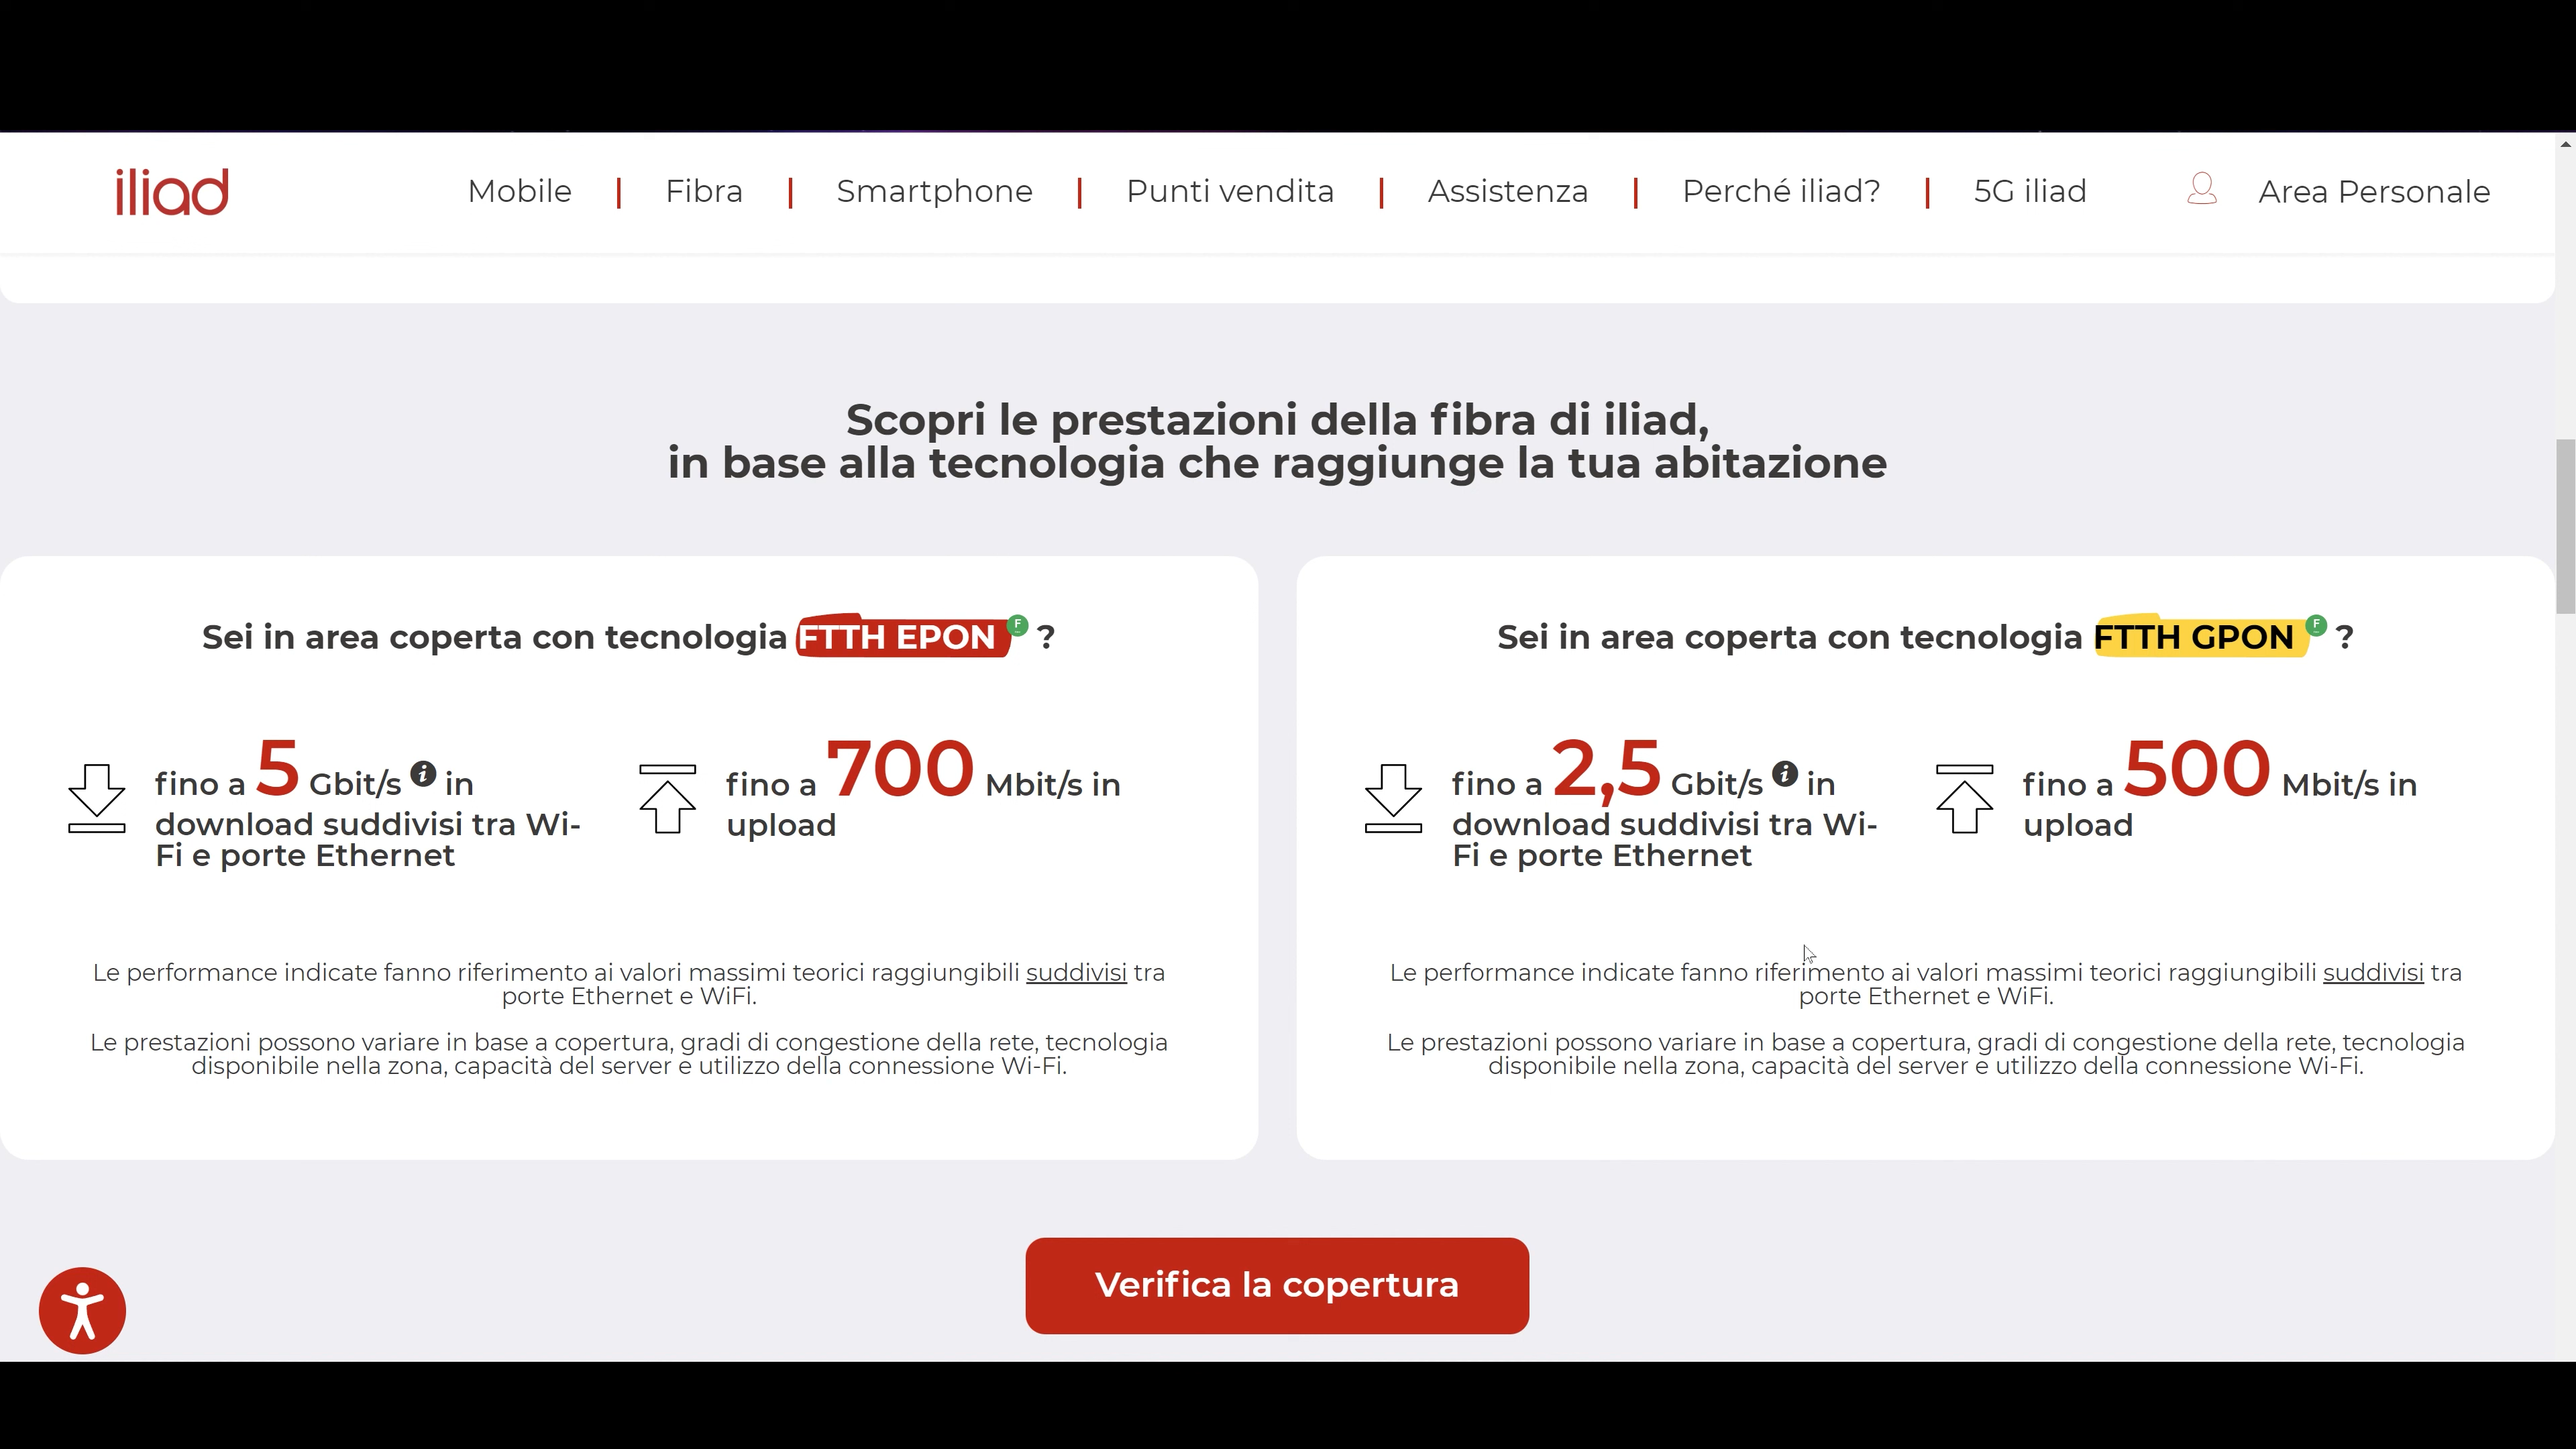 iliad
Mobile | Fibra | Smartphone | Punti vendita | Assistenza | Perché iliad? | 5G iliad
Area Personale
Scopri le prestazioni della fibra di iliad,
in base alla tecnologia che raggiunge la tua abitazione
Sei in area coperta con tecnologia FTTH EPON F ?
fino a 5 Gbit/s i in
download suddivisi tra Wi-
Fi e porte Ethernet
fino a 700 Mbit/s in
upload
Le performance indicate fanno riferimento ai valori massimi teorici raggiungibili suddivisi tra
porte Ethernet e WiFi.
Le prestazioni possono variare in base a copertura, gradi di congestione della rete, tecnologia
disponibile nella zona, capacità del server e utilizzo della connessione Wi-Fi.
Sei in area coperta con tecnologia FTTH GPON F ?
fino a 2,5 Gbit/s i in
download suddivisi tra Wi-
Fi e porte Ethernet
fino a 500 Mbit/s in
upload
Le performance indicate fanno riferimento ai valori massimi teorici raggiungibili suddivisi tra
porte Ethernet e WiFi.
Le prestazioni possono variare in base a copertura, gradi di congestione della rete, tecnologia
disponibile nella zona, capacità del server e utilizzo della connessione Wi-Fi.
Verifica la copertura